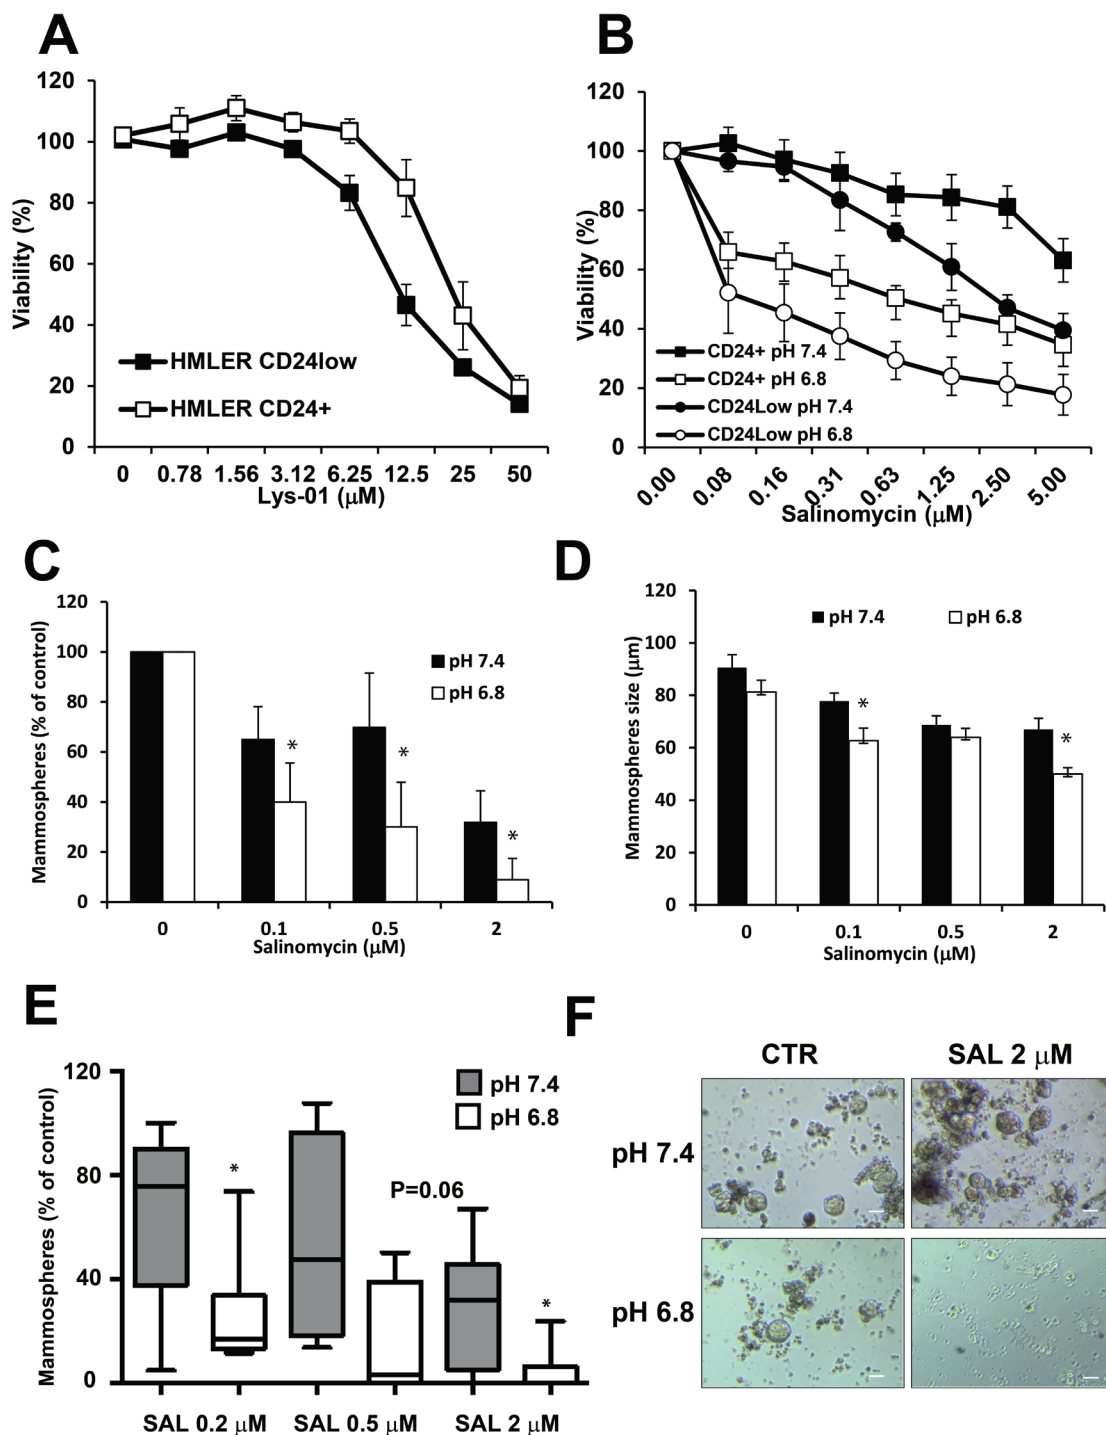 A
120
100
80
60
40
20
0
Viability (%)
HMLER CD24low
HMLER CD24+
0 0.78 1.56 3.12 6.25 12.5 25 50
Lys-01 (μM)
B
120
100
80
60
40
20
0
Viability (%)
CD24+ pH 7.4
CD24+ pH 6.8
CD24Low pH 7.4
CD24Low pH 6.8
0.00 0.08 0.16 0.31 0.63 1.25 2.50 5.00
Salinomycin (μM)
C
120
100
80
60
40
20
0
Mammospheres (% of control)
pH 7.4
pH 6.8
* * *
0 0.1 0.5 2
Salinomycin (μM)
D
120
100
80
60
40
20
0
Mammospheres size (μm)
pH 7.4 pH 6.8
* *
0 0.1 0.5 2
Salinomycin (μM)
E
120
80
40
0
Mammospheres (% of control)
pH 7.4
pH 6.8
*
P=0.06
*
SAL 0.2 μM SAL 0.5 μM SAL 2 μM
F
CTR SAL 2 μM
pH 7.4
pH 6.8